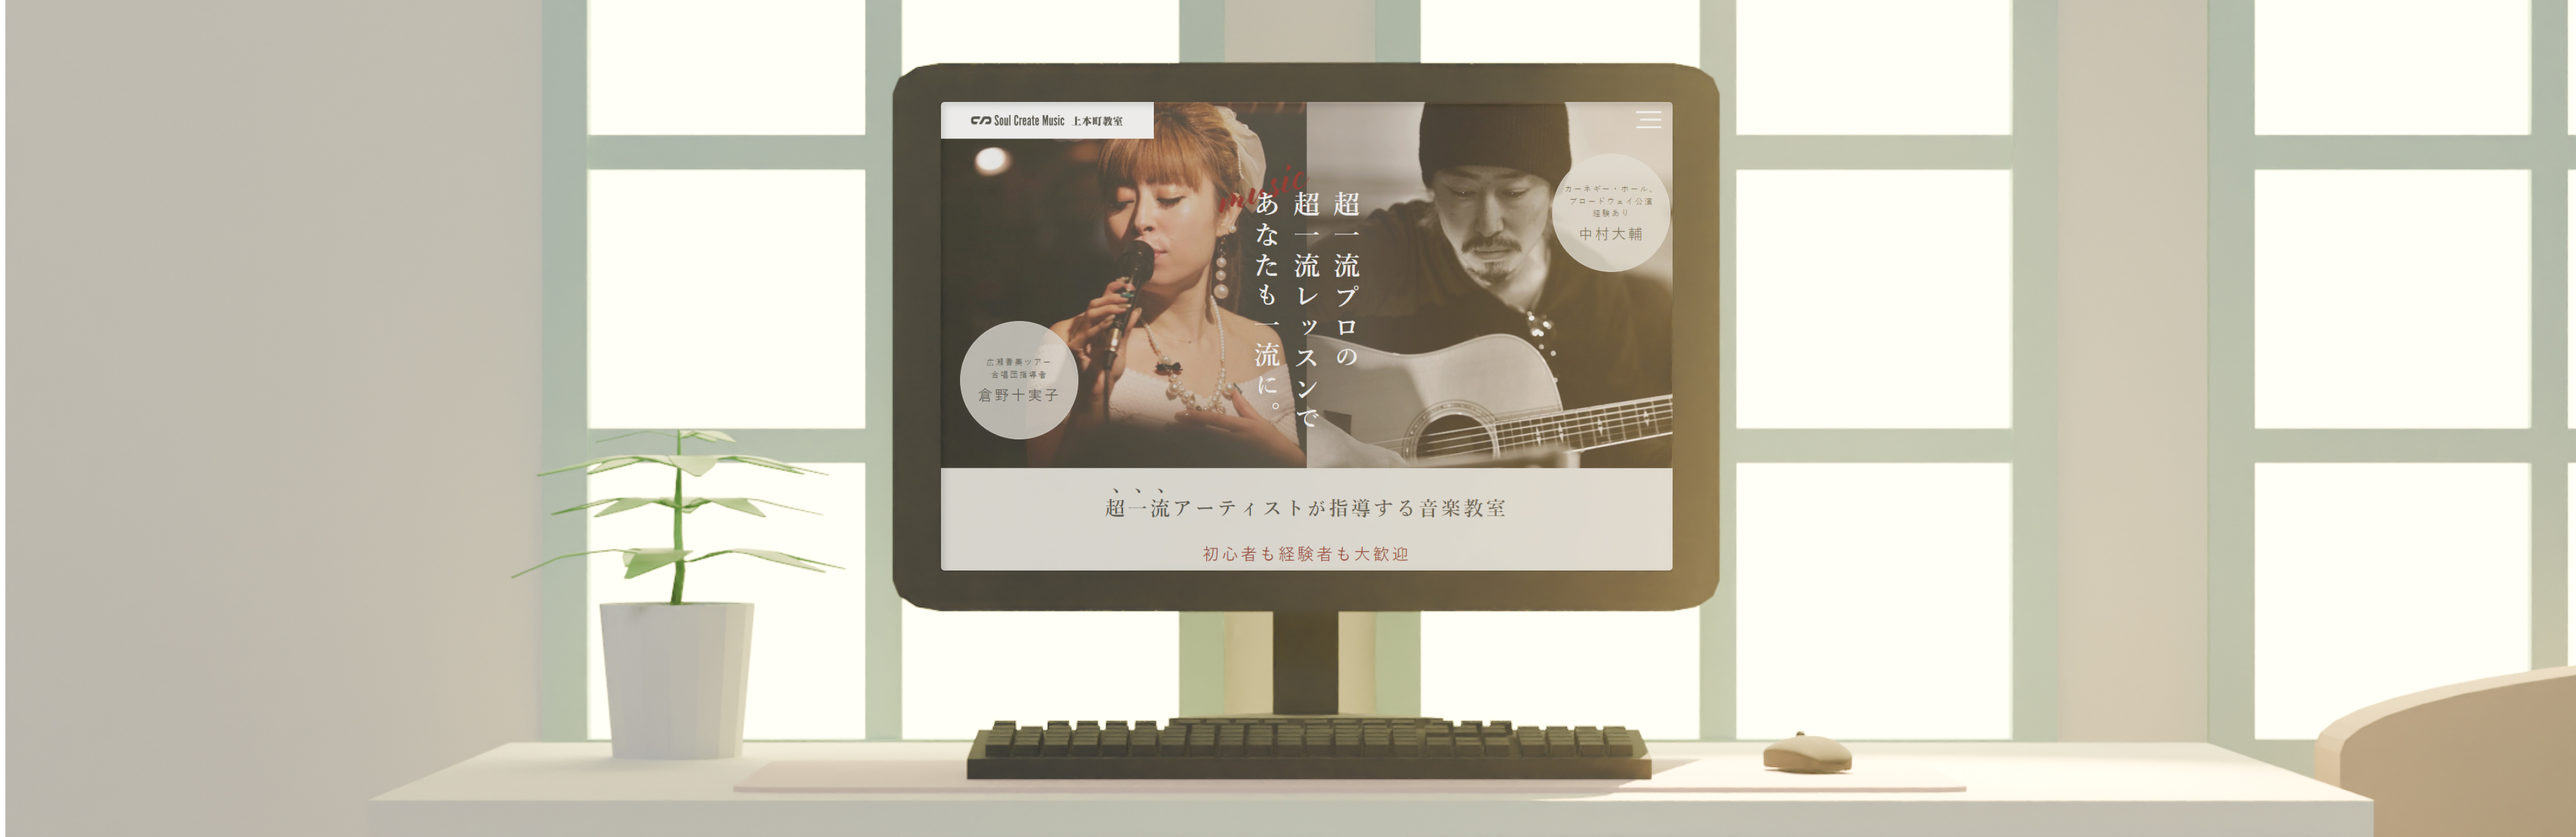 Soul Create Music 上本町教室
music
超一流プロの
超一流レッスンで
あなたも一流に。
カーネギー・ホール、
ブロードウェイ公演
経験あり
中村大輔
広瀬香美ツアー
合唱団指導者
倉野十実子
超一流アーティストが指導する音楽教室
初心者も経験者も大歓迎